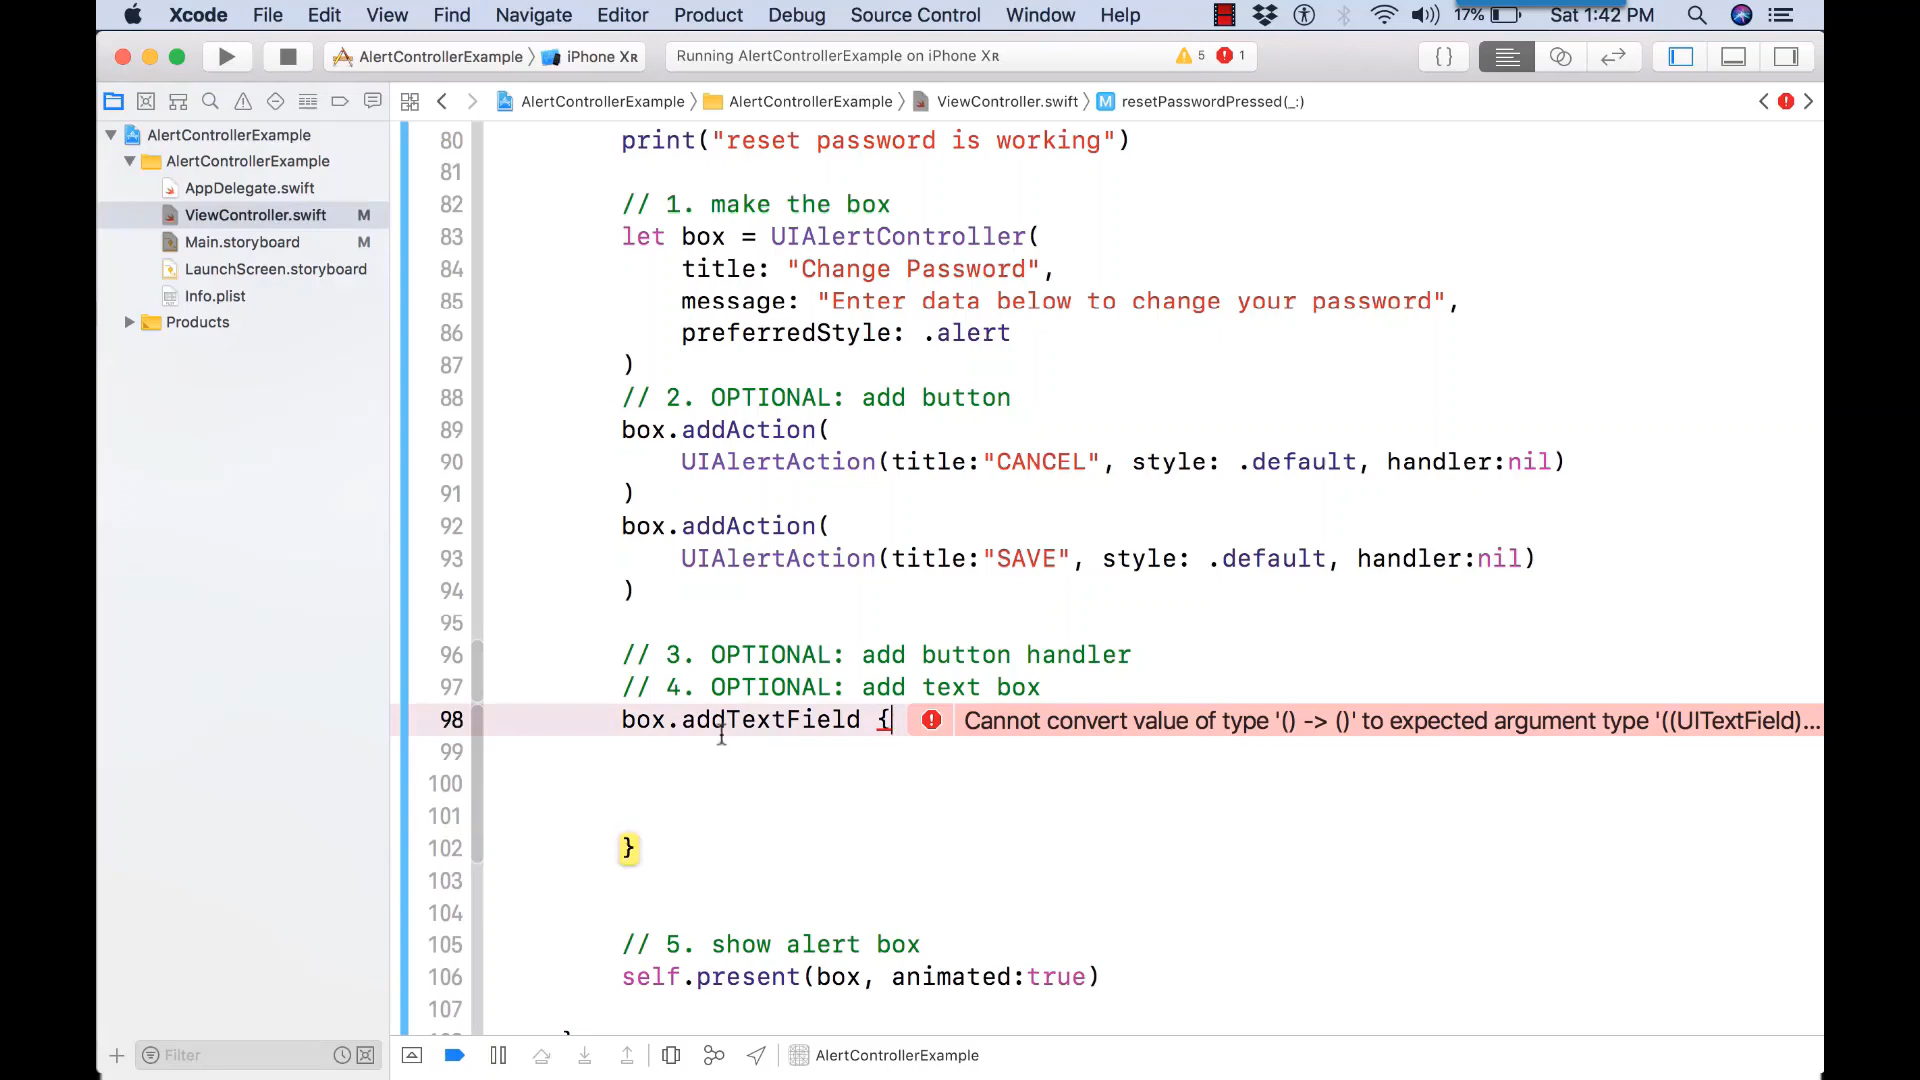 Xcode File Edit View Find Navigate Editor Product Debug Source Control Window Help 17% Sat 1:42 PM
AlertControllerExample iPhone XR Running AlertControllerExample on iPhone XR 5 1
AlertControllerExample AlertControllerExample ViewController.swift M resetPasswordPressed(_:)
AlertControllerExample
AlertControllerExample
AppDelegate.swift
ViewController.swift M
Main.storyboard M
LaunchScreen.storyboard
Info.plist
Products
80 print("reset password is working")
81
82 // 1. make the box
83 let box = UIAlertController(
84 title: "Change Password",
85 message: "Enter data below to change your password",
86 preferredStyle: .alert
87 )
88 // 2. OPTIONAL: add button
89 box.addAction(
90 UIAlertAction(title:"CANCEL", style: .default, handler:nil)
91 )
92 box.addAction(
93 UIAlertAction(title:"SAVE", style: .default, handler:nil)
94 )
95
96 // 3. OPTIONAL: add button handler
97 // 4. OPTIONAL: add text box
98 box.addTextField { Cannot convert value of type '() -> ()' to expected argument type '((UITextField)...
99
100
101
102 }
103
104
105 // 5. show alert box
106 self.present(box, animated:true)
107
Filter AlertControllerExample